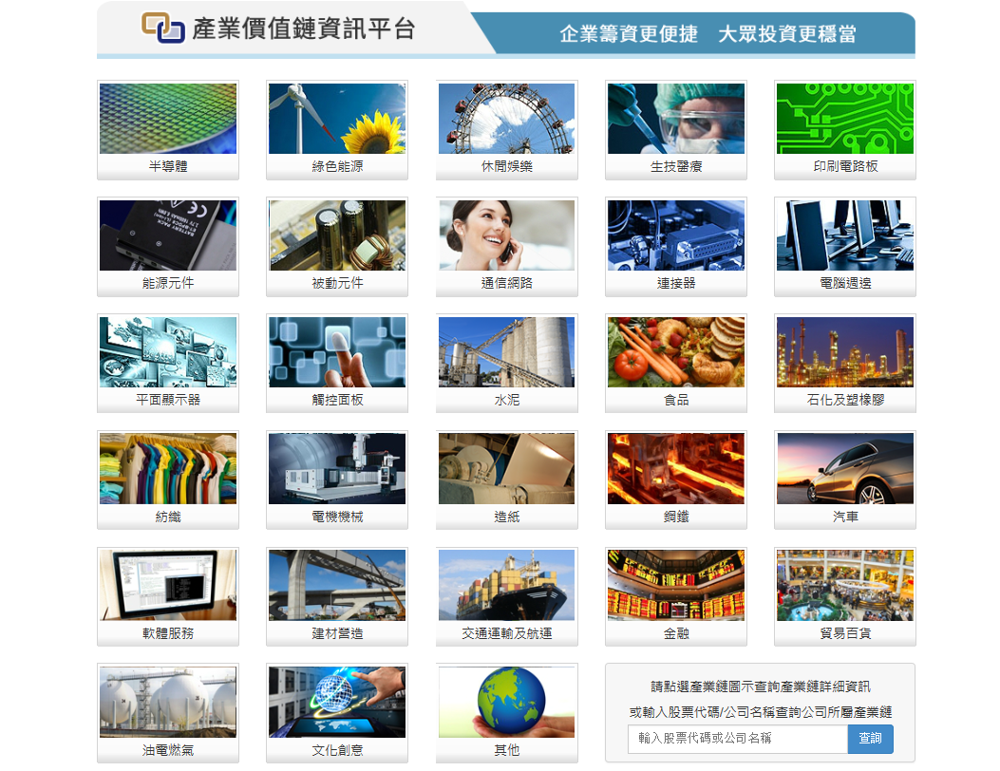 產業價值鏈資訊平台
企業籌資更便捷 大眾投資更穩當
半導體
綠色能源
休閒娛樂
生技醫療
印刷電路板
能源元件
被動元件
通信網路
連接器
電腦週邊
平面顯示器
觸控面板
水泥
食品
石化及塑橡膠
紡織
電機機械
造紙
鋼鐵
汽車
軟體服務
建材營造
交通運輸及航運
金融
貿易百貨
油電燃氣
文化創意
其他
請點選產業鏈圖示查詢產業鏈詳細資訊
或輸入股票代碼/公司名稱查詢公司所屬產業鏈
輸入股票代碼或公司名稱
查詢